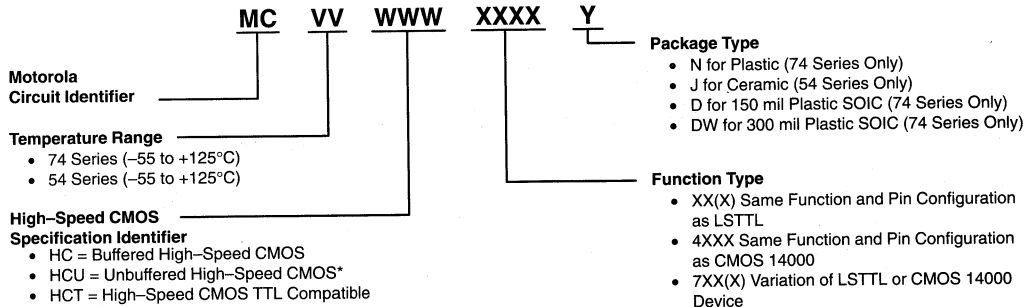 MC VV WWW XXXX Y
Motorola
Circuit Identifier
Temperature Range
• 74 Series (–55 to +125°C)
• 54 Series (–55 to +125°C)
High–Speed CMOS
Specification Identifier
• HC = Buffered High–Speed CMOS
• HCU = Unbuffered High–Speed CMOS*
• HCT = High–Speed CMOS TTL Compatible
Package Type
• N for Plastic (74 Series Only)
• J for Ceramic (54 Series Only)
• D for 150 mil Plastic SOIC (74 Series Only)
• DW for 300 mil Plastic SOIC (74 Series Only)
Function Type
• XX(X) Same Function and Pin Configuration
as LSTTL
• 4XXX Same Function and Pin Configuration
as CMOS 14000
• 7XX(X) Variation of LSTTL or CMOS 14000
Device